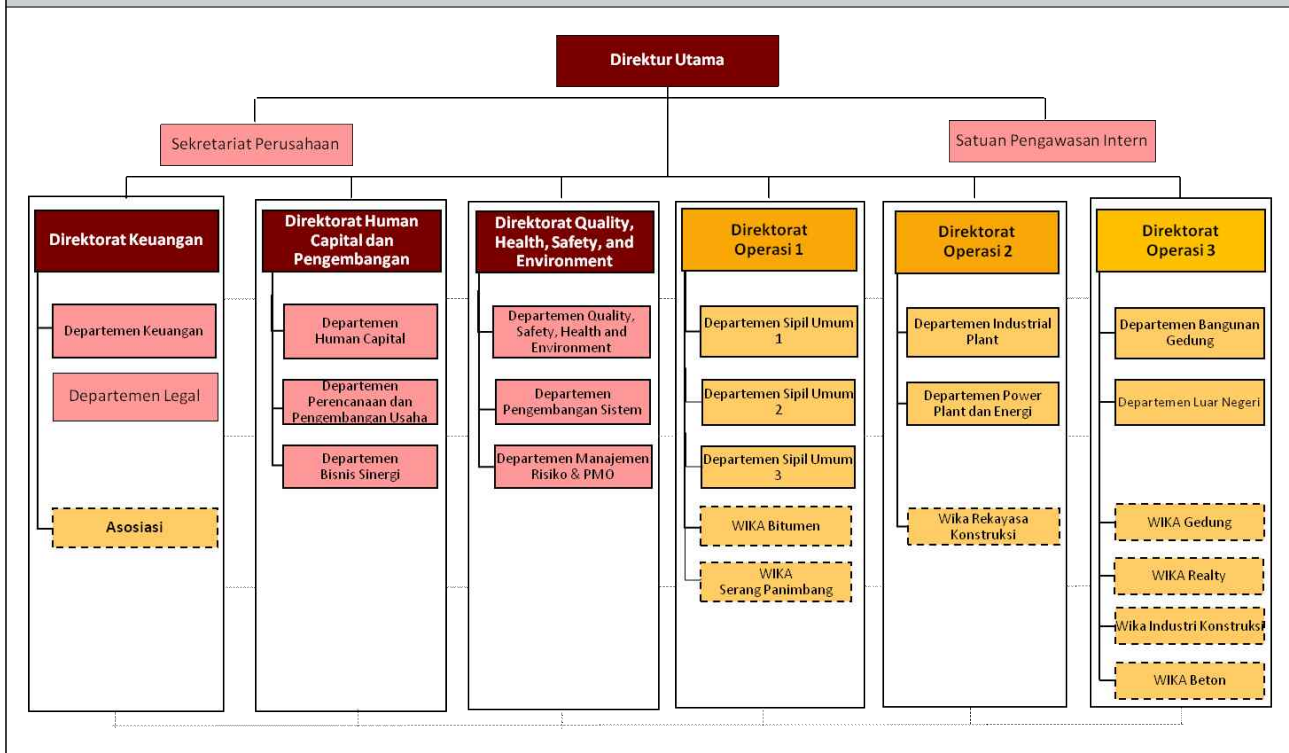 Direktur Utama
Sekretariat Perusahaan
Satuan Pengawasan Intern
Direktorat Keuangan
Departemen Keuangan
Departemen Legal
Asosiasi
Direktorat Human
Capital dan
Pengembangan
Departemen
Human Capital
Departemen
Perencanaan dan
Pengembangan Usaha
Departemen
Bisnis Sinergi
Direktorat Quality,
Health, Safety, and
Environment
Departemen Quality,
Safety, Health and
Environment
Departemen
Pengembangan Sistem
Departemen Manajemen
Risiko & PMO
Direktorat
Operasi 1
Departemen Sipil Umum
1
Departemen Sipil Umum
2
Departemen Sipil Umum
3
WIKA Bitumen
WIKA
Serang Panimbang
Direktorat
Operasi 2
Departemen Industrial
Plant
Departemen Power
Plant dan Energi
Wika Rekayasa
Konstruksi
Direktorat
Operasi 3
Departemen Bangunan
Gedung
Departemen Luar Negeri
WIKA Gedung
WIKA Realty
Wika Industri Konstruksi
WIKA Beton